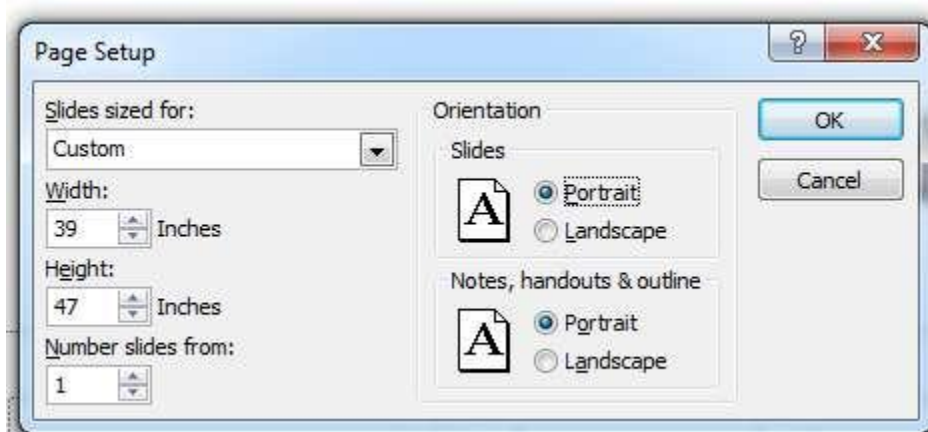 Page Setup
?
Slides sized for:
Custom
Width:
39 Inches
Height:
47 Inches
Number slides from:
1
Orientation
Slides
A
Portrait
Landscape
Notes, handouts & outline
A
Portrait
Landscape
OK
Cancel